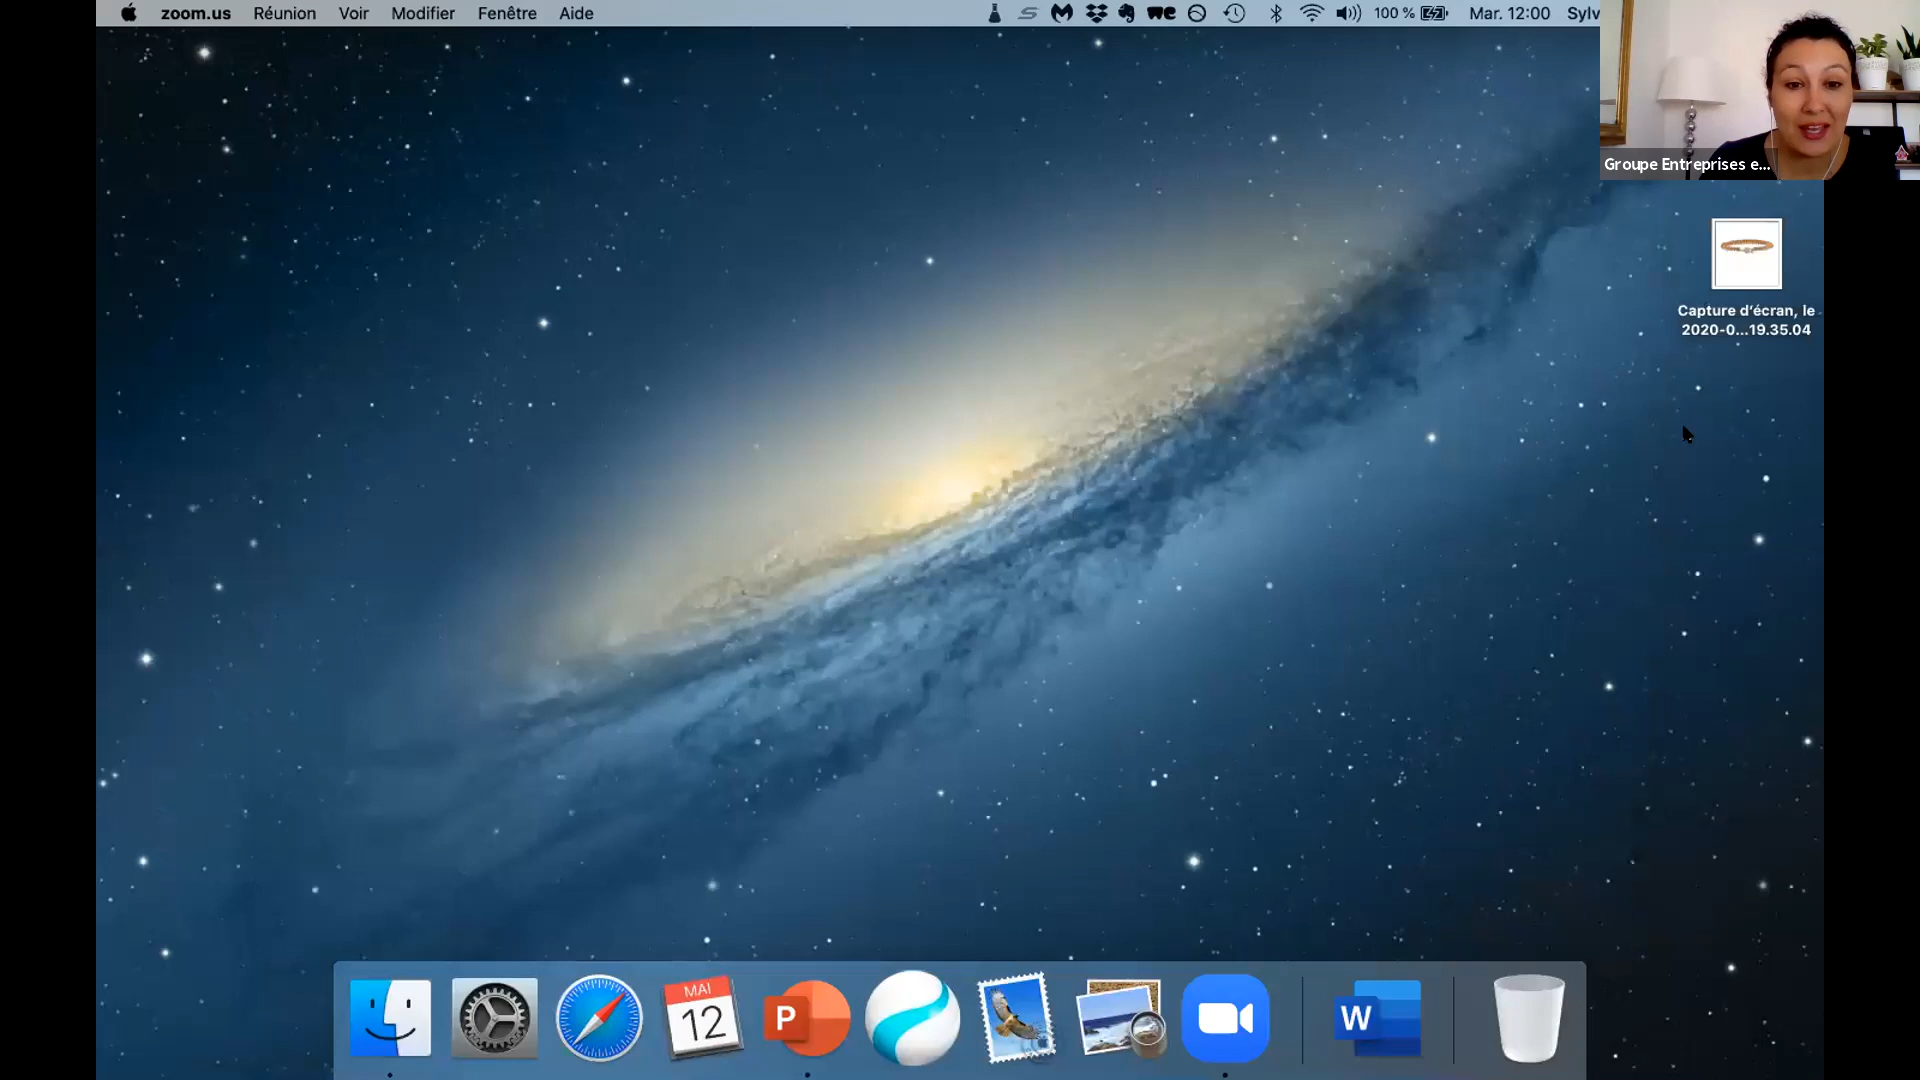 zoom.us Réunion Voir Modifier Fenêtre Aide
100 % Mar. 12:00 Sylv
Groupe Entreprises e...
Capture d'écran, le
2020-0...19.35.04
MAI
12
P
W